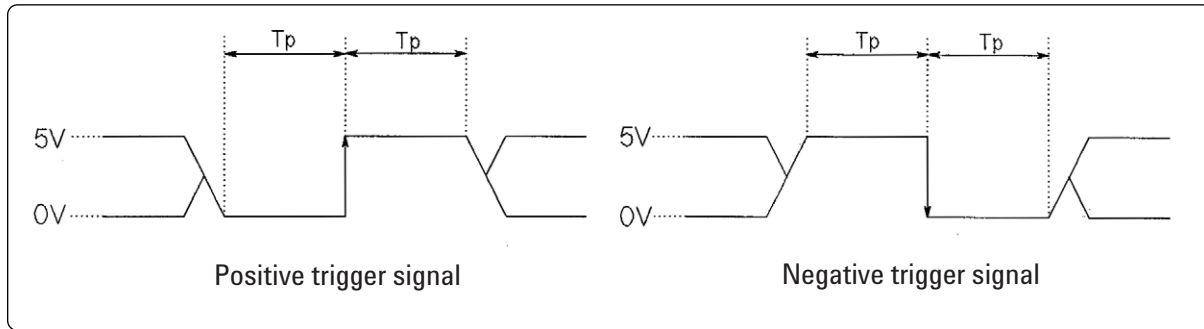 Tp Tp
5V
0V
Positive trigger signal
Tp Tp
5V
0V
Negative trigger signal